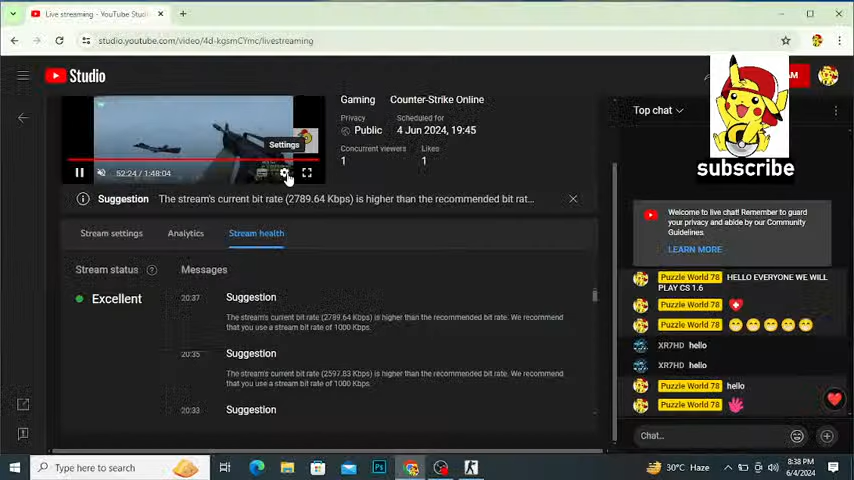 Live streaming - YouTube Studi
studio.youtube.com/video/4d-kgsmCYmc/livestreaming
Studio
AM
Gaming
Counter-Strike Online
Privacy
Public
Scheduled for
4 Jun 2024, 19:45
Concurrent viewers
1
Likes
1
Settings
52:24 / 1:48:04
Suggestion
The stream's current bit rate (2789.64 Kbps) is higher than the recommended bit rat...
Stream settings
Analytics
Stream health
Stream status
Messages
Excellent
20:37
Suggestion
The stream's current bit rate (2789.64 Kbps) is higher than the recommended bit rate. We recommend
that you use a stream bit rate of 1000 Kbps.
20:35
Suggestion
The stream's current bit rate (2597.83 Kbps) is higher than the recommended bit rate. We recommend
that you use a stream bit rate of 1000 Kbps.
20:33
Suggestion
Top chat
subscribe
Welcome to live chat! Remember to guard
your privacy and abide by our Community
Guidelines.
LEARN MORE
Puzzle World 78 HELLO EVERYONE WE WILL
PLAY CS 1.6
Puzzle World 78
Puzzle World 78
XR7HD hello
XR7HD hello
Puzzle World 78 hello
Puzzle World 78
Chat...
Type here to search
Ps
30°C Haze
8:38 PM
6/4/2024